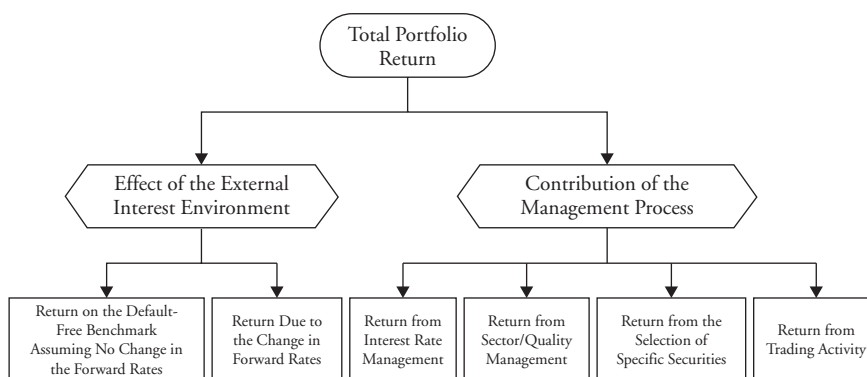 Total Portfolio
Return
Effect of the External
Interest Environment
Contribution of the
Management Process
Return on the Default-
Free Benchmark
Assuming No Change in
the Forward Rates
Return Due to
the Change in
Forward Rates
Return from
Interest Rate
Management
Return from
Sector/Quality
Management
Return from the
Selection of
Specific Securities
Return from
Trading Activity